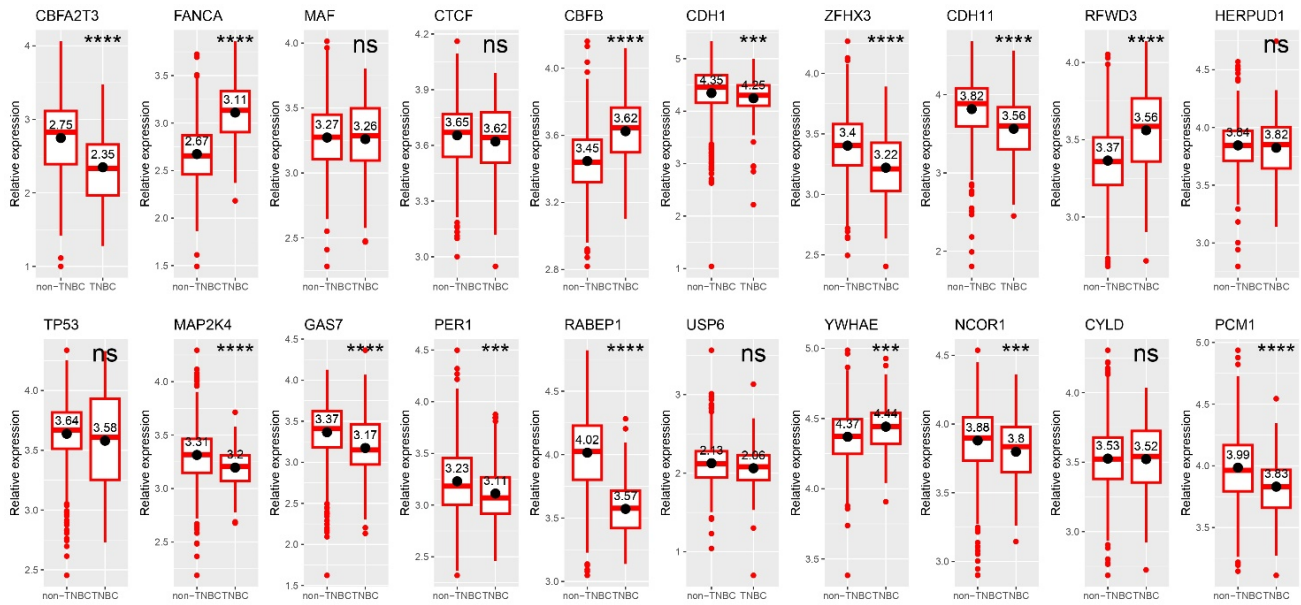 CBFA2T3 FANCA MAF CTCF CBFB CDH1 ZFHX3 CDH11 RFWD3 HERPUD1
**** **** ns ns **** *** **** **** **** ns
Relative expression Relative expression Relative expression Relative expression Relative expression Relative expression Relative expression Relative expression Relative expression Relative expression
4 3 2 1
2.75 2.35
3.5 3.0 2.5 2.0 1.5
2.67 3.11
4.0 3.5 3.0 2.5
3.27 3.26
4.0 3.6 3.2
3.65 3.62
4.0 3.6 3.2 2.8
3.45 3.62
5 4 3 2 1
4.35 4.25
4.0 3.5 3.0 2.5
3.4 3.22
4 3 2
3.82 3.56
4.0 3.5 3.0
3.37 3.56
4.5 4.0 3.5 3.0
3.84 3.82
non-TNBC TNBC non-TNBC TNBC non-TNBC TNBC non-TNBC TNBC non-TNBC TNBC non-TNBC TNBC non-TNBC TNBC non-TNBC TNBC non-TNBC TNBC non-TNBC TNBC
TP53 MAP2K4 GAS7 PER1 RABEP1 USP6 YWHAE NCOR1 CYLD PCM1
ns **** **** *** **** ns *** *** ns ****
Relative expression Relative expression Relative expression Relative expression Relative expression Relative expression Relative expression Relative expression Relative expression Relative expression
4.0 3.5 3.0 2.5
3.64 3.58
4.0 3.5 3.0 2.5
3.31 3.2
4.5 4.0 3.5 3.0 2.5 2.0 1.5
3.37 3.17
4.5 4.0 3.5 3.0 2.5
3.23 3.11
4.5 4.0 3.5 3.0
4.02 3.57
3 2 1
2.13 2.06
5.0 4.5 4.0 3.5
4.37 4.44
4.5 4.0 3.5 3.0
3.88 3.8
4.0 3.5 3.0
3.53 3.52
4.5 4.0 3.5
3.99 3.83
non-TNBC TNBC non-TNBC TNBC non-TNBC TNBC non-TNBC TNBC non-TNBC TNBC non-TNBC TNBC non-TNBC TNBC non-TNBC TNBC non-TNBC TNBC non-TNBC TNBC